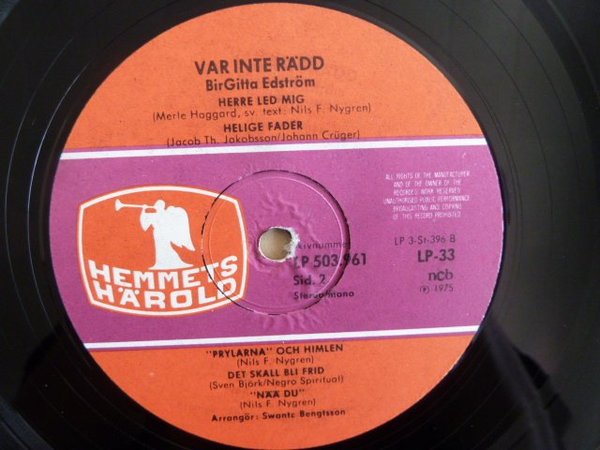 VAR INTE RÄDD
BirGitta Edström
HERRE LED MIG
(Merle Haggard, sv. text: Nils F. Nygren)
HELIGE FADER
(Jacob Th. Jakobsson/Johann Crüger)
ALL RIGHTS OF THE MANUFACTURER
AND OF THE OWNER OF THE
RECORDED WORK RESERVED
UNAUTHORISED PUBLIC PERFORMANCE
BROADCASTING AND COPYING
OF THIS RECORD PROHIBITED
HEMMETS
HÄROLD
LP 503.961
Sid. 2
Stereo/mono
LP 3-St-396 B
LP-33
ncb
Ⓟ 1975
"PRYLARNA" OCH HIMLEN
(Nils F. Nygren)
DET SKALL BLI FRID
(Sven Björk/Negro Spiritual)
"NÄÄ DU"
(Nils F. Nygren)
Arrangör: Swante Bengtsson